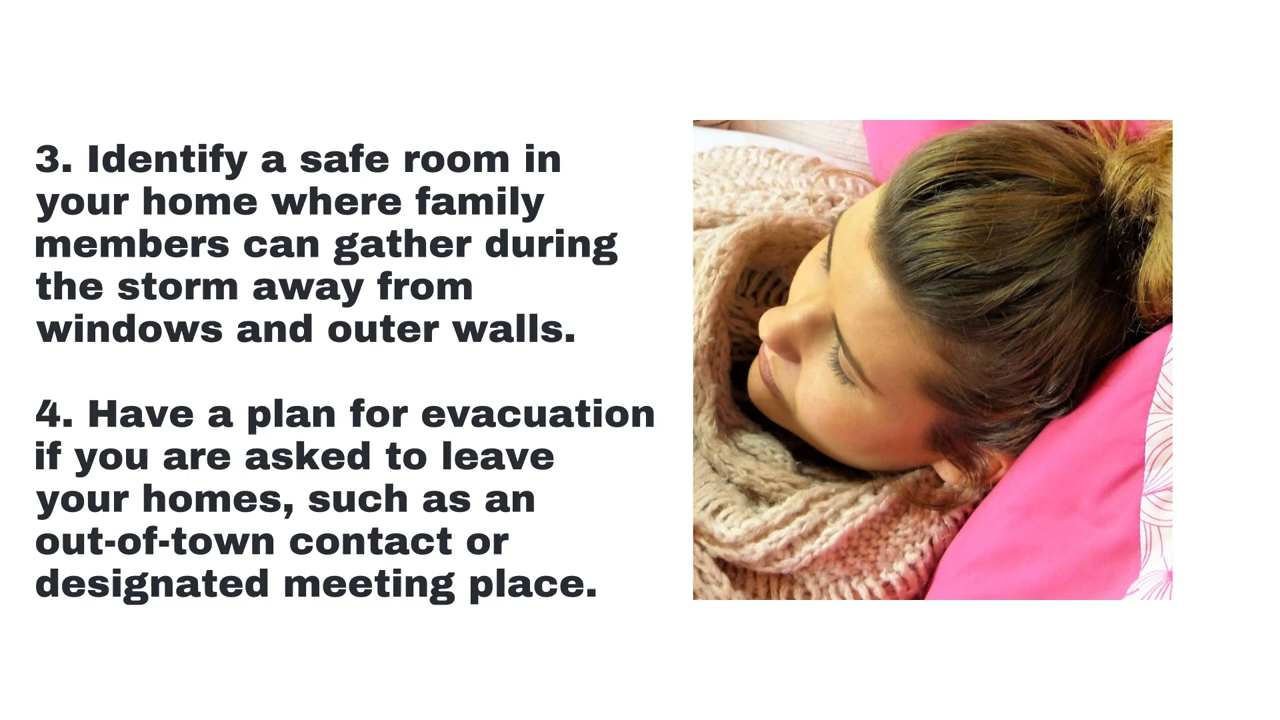 3. Identify a safe room in
your home where family
members can gather during
the storm away from
windows and outer walls.
4. Have a plan for evacuation
if you are asked to leave
your homes, such as an
out-of-town contact or
designated meeting place.